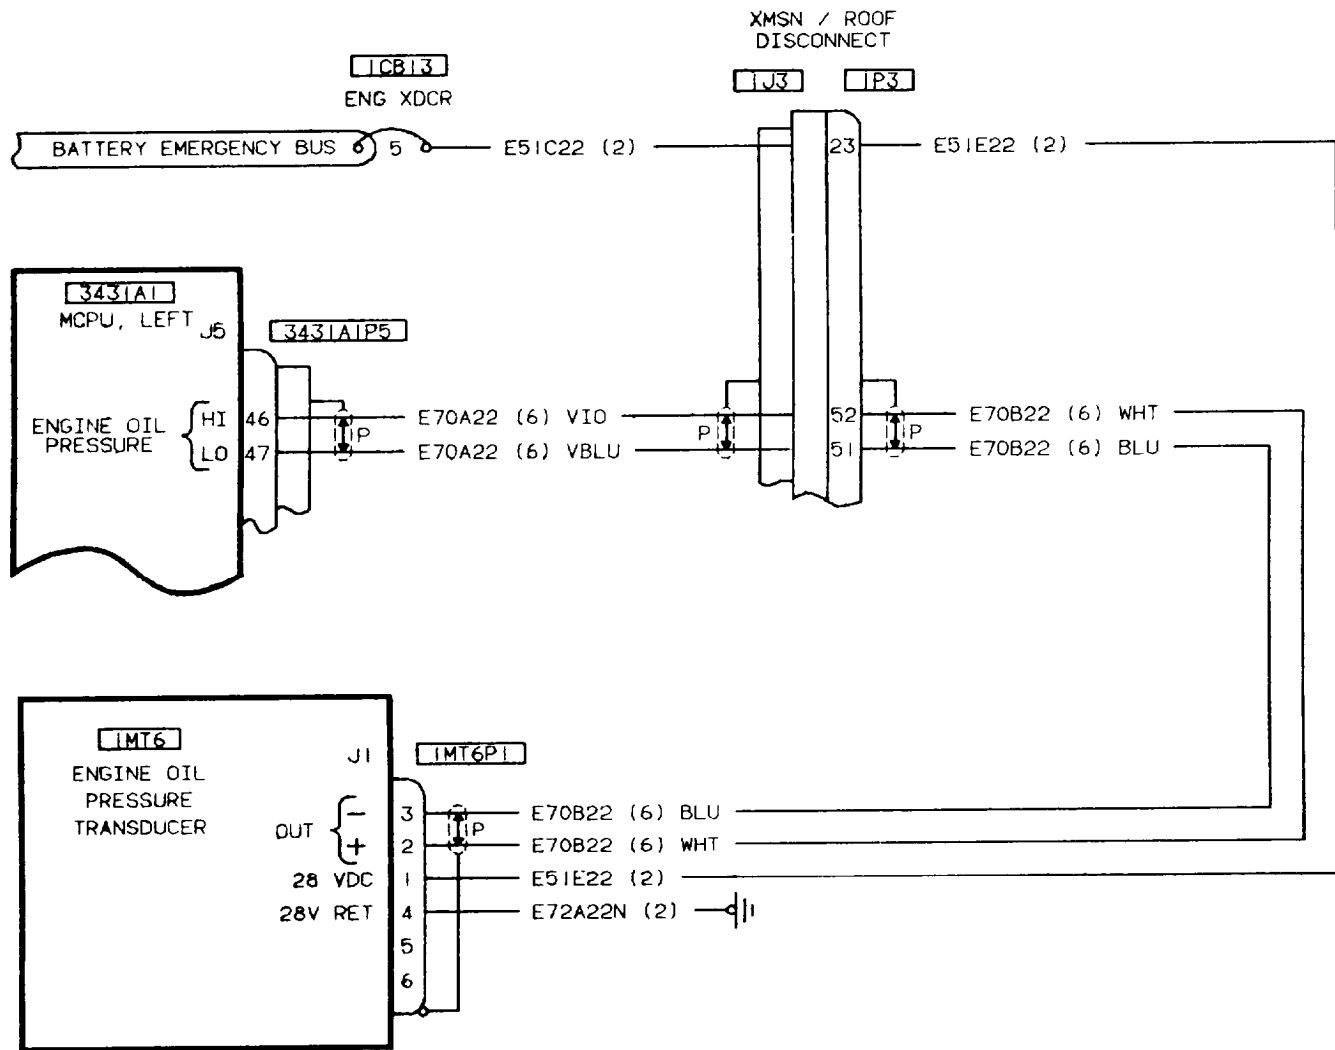 XMSN / ROOF
DISCONNECT
1CB13
ENG XDCR
1J3 1P3
BATTERY EMERGENCY BUS 5 E51C22 (2) 23 E51E22 (2)
3431A1
MCPU, LEFT J5 3431A1P5
ENGINE OIL
PRESSURE
HI 46 E70A22 (6) VIO P 52 E70B22 (6) WHT
P
LO 47 E70A22 (6) VBLU 51 E70B22 (6) BLU
P
1MT6
J1 1MT6P1
ENGINE OIL
PRESSURE
TRANSDUCER
OUT
- 3 E70B22 (6) BLU
P
+ 2 E70B22 (6) WHT
28 VDC 1 E51E22 (2)
28V RET 4 E72A22N (2)
5
6